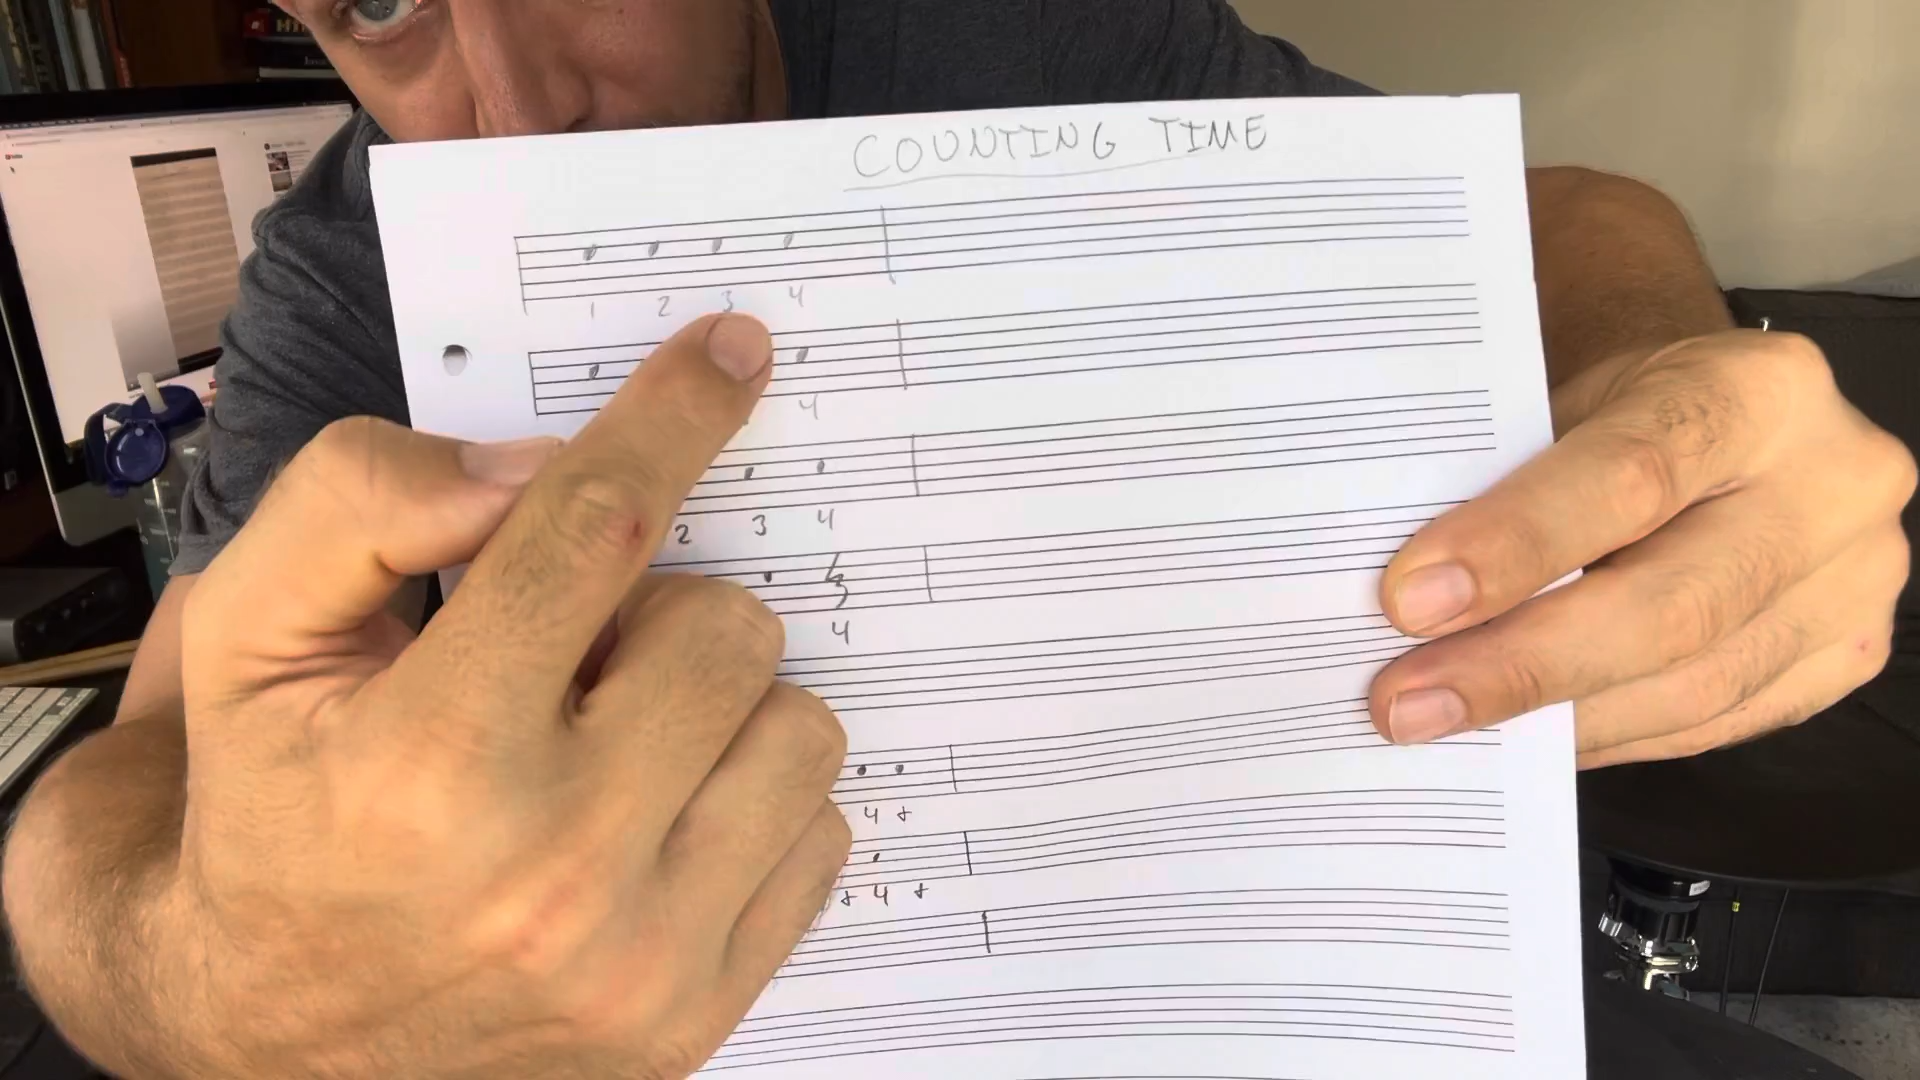 COUNTING TIME
1 2 3 4
4
2 3 4
4
4 +
+ 4 +